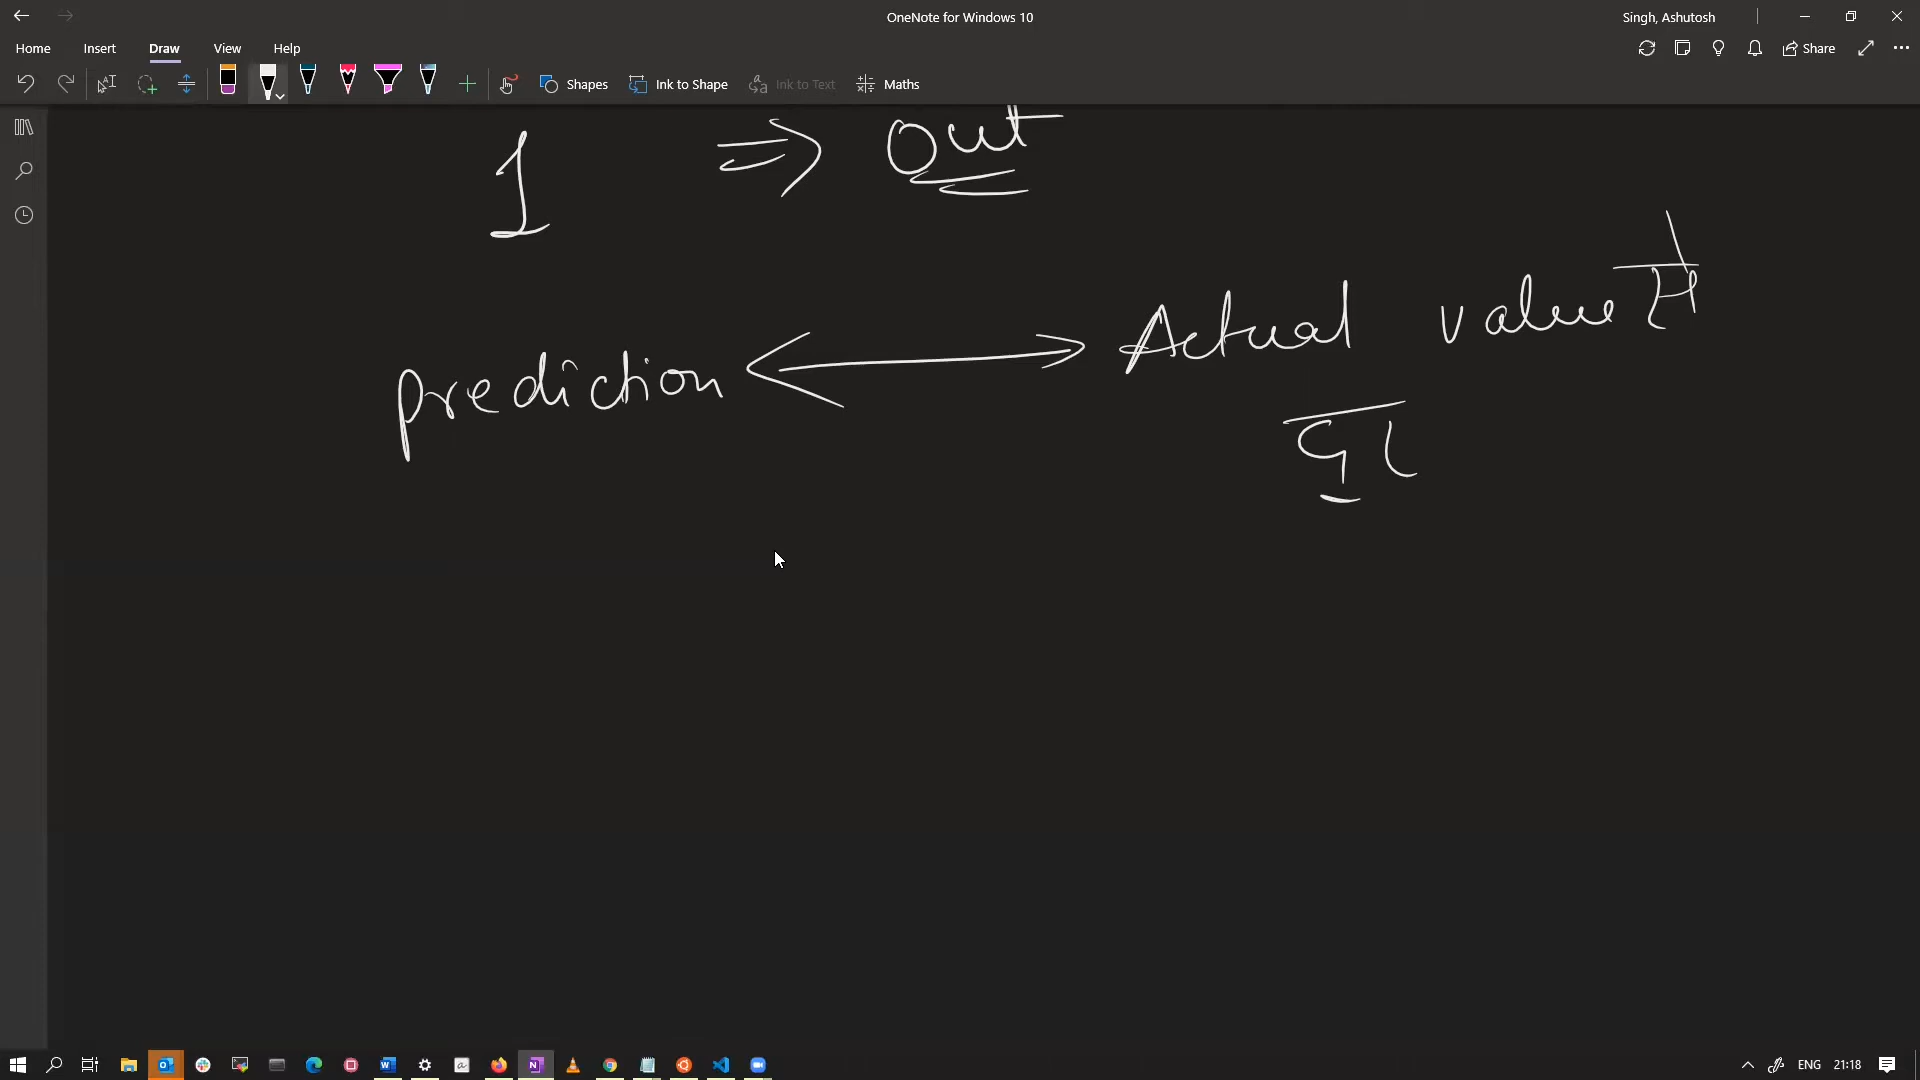 OneNote for Windows 10
Singh, Ashutosh
Home Insert Draw View Help
Share
Shapes Ink to Shape Ink to Text Maths
1 ⇒ Out
prediction ↔ Actual value
ENG 21:18